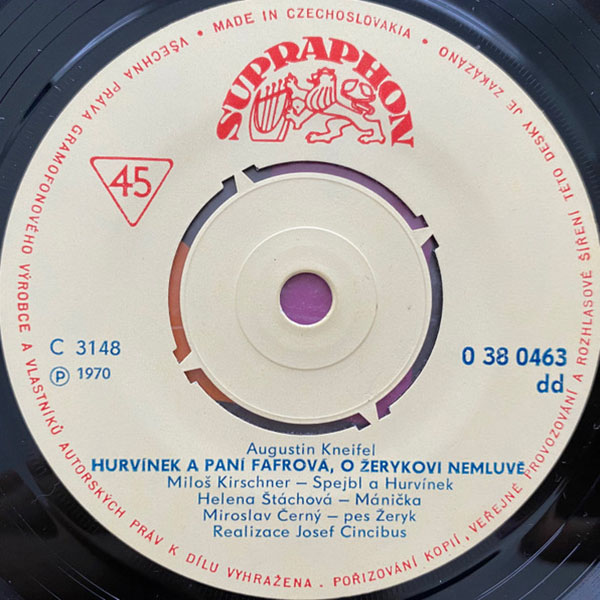 VŠECHNA PRÁVA GRAMOFONOVÉHO VÝROBCE A VLASTNÍKŮ AUTORSKÝCH PRÁV K DÍLU VYHRAŽENA. POŘIZOVÁNÍ KOPIÍ, VEŘEJNÉ PROVOZOVÁNÍ A ROZHLASOVÉ ŠÍŘENÍ TÉTO DESKY JE ZAKÁZÁNO • MADE IN CZECHOSLOVAKIA •
SUPRAPHON
45
C 3148
Ⓟ 1970
0 38 0463
dd
Augustin Kneifel
HURVÍNEK A PANÍ FAFROVÁ, O ŽERYKOVI NEMLUVĚ
Miloš Kirschner – Spejbl a Hurvínek
Helena Štáchová – Mánička
Miroslav Černý – pes Žeryk
Realizace Josef Cincibus